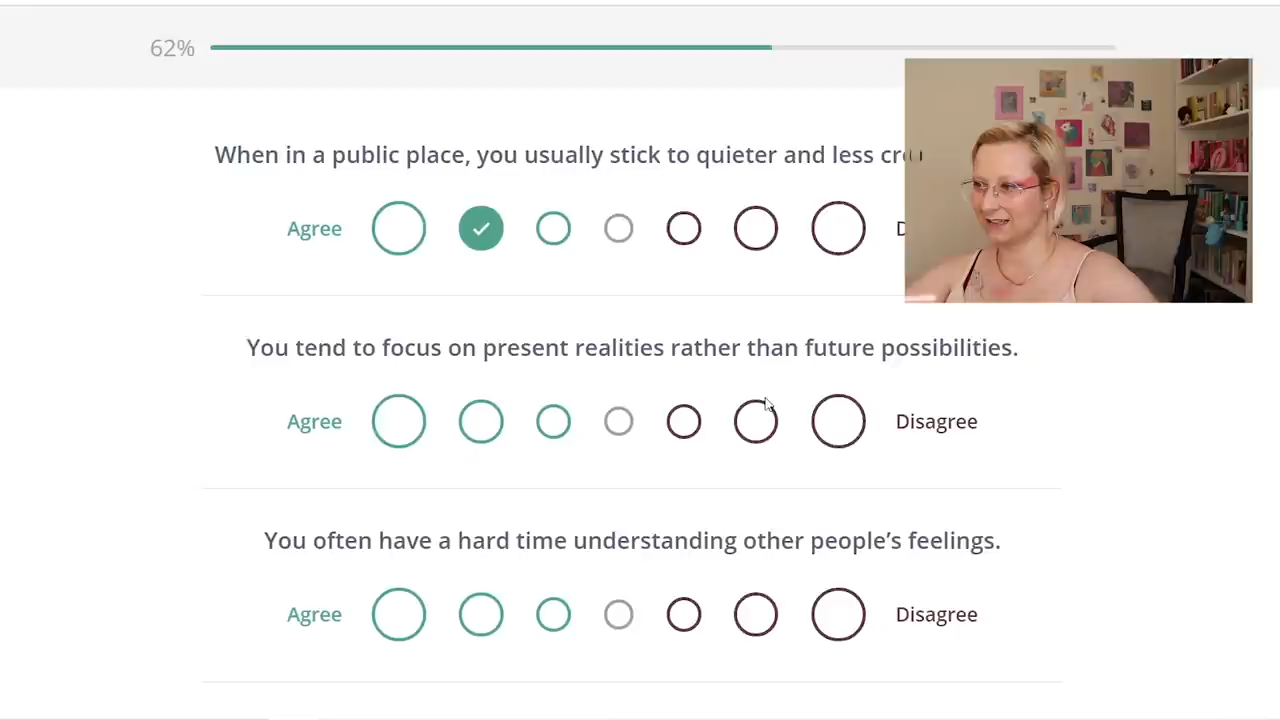 62%
When in a public place, you usually stick to quieter and less
Agree
You tend to focus on present realities rather than future possibilities.
Agree Disagree
You often have a hard time understanding other people’s feelings.
Agree Disagree